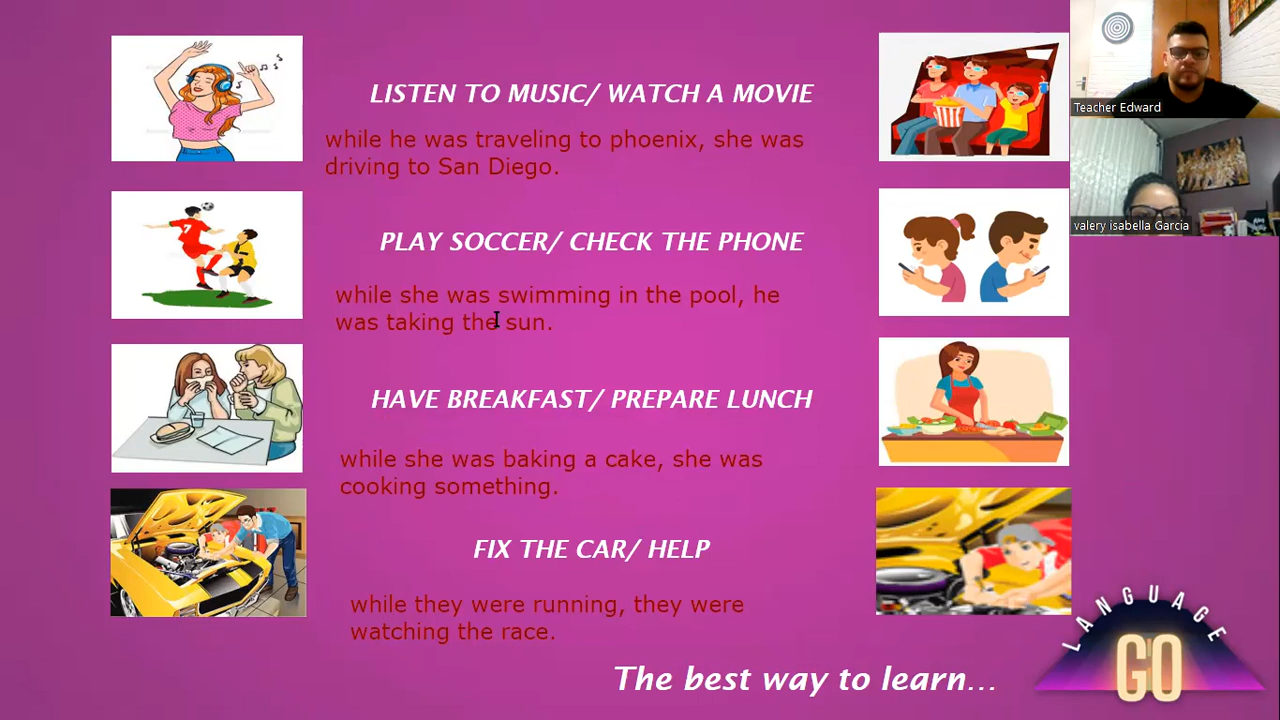 LISTEN TO MUSIC/ WATCH A MOVIE
while he was traveling to phoenix, she was
driving to San Diego.
PLAY SOCCER/ CHECK THE PHONE
while she was swimming in the pool, he
was taking the sun.
HAVE BREAKFAST/ PREPARE LUNCH
while she was baking a cake, she was
cooking something.
FIX THE CAR/ HELP
while they were running, they were
watching the race.
The best way to learn...
LANGUAGE
GO
Teacher Edward
valery isabella Garcia
7